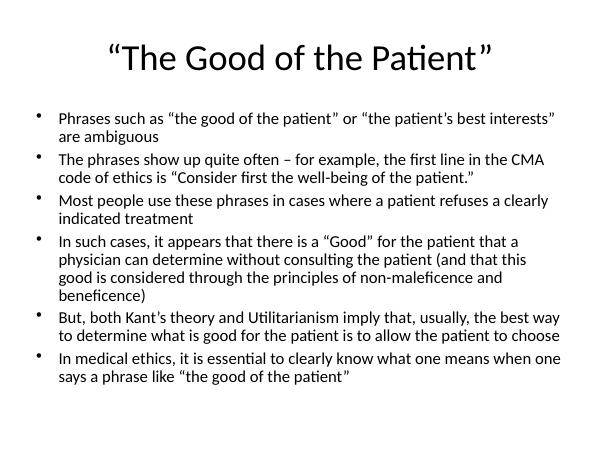 “The Good of the Patient”
• Phrases such as “the good of the patient” or “the patient’s best interests”
are ambiguous
• The phrases show up quite often – for example, the first line in the CMA
code of ethics is “Consider first the well-being of the patient.”
• Most people use these phrases in cases where a patient refuses a clearly
indicated treatment
• In such cases, it appears that there is a “Good” for the patient that a
physician can determine without consulting the patient (and that this
good is considered through the principles of non-maleficence and
beneficence)
• But, both Kant’s theory and Utilitarianism imply that, usually, the best way
to determine what is good for the patient is to allow the patient to choose
• In medical ethics, it is essential to clearly know what one means when one
says a phrase like “the good of the patient”